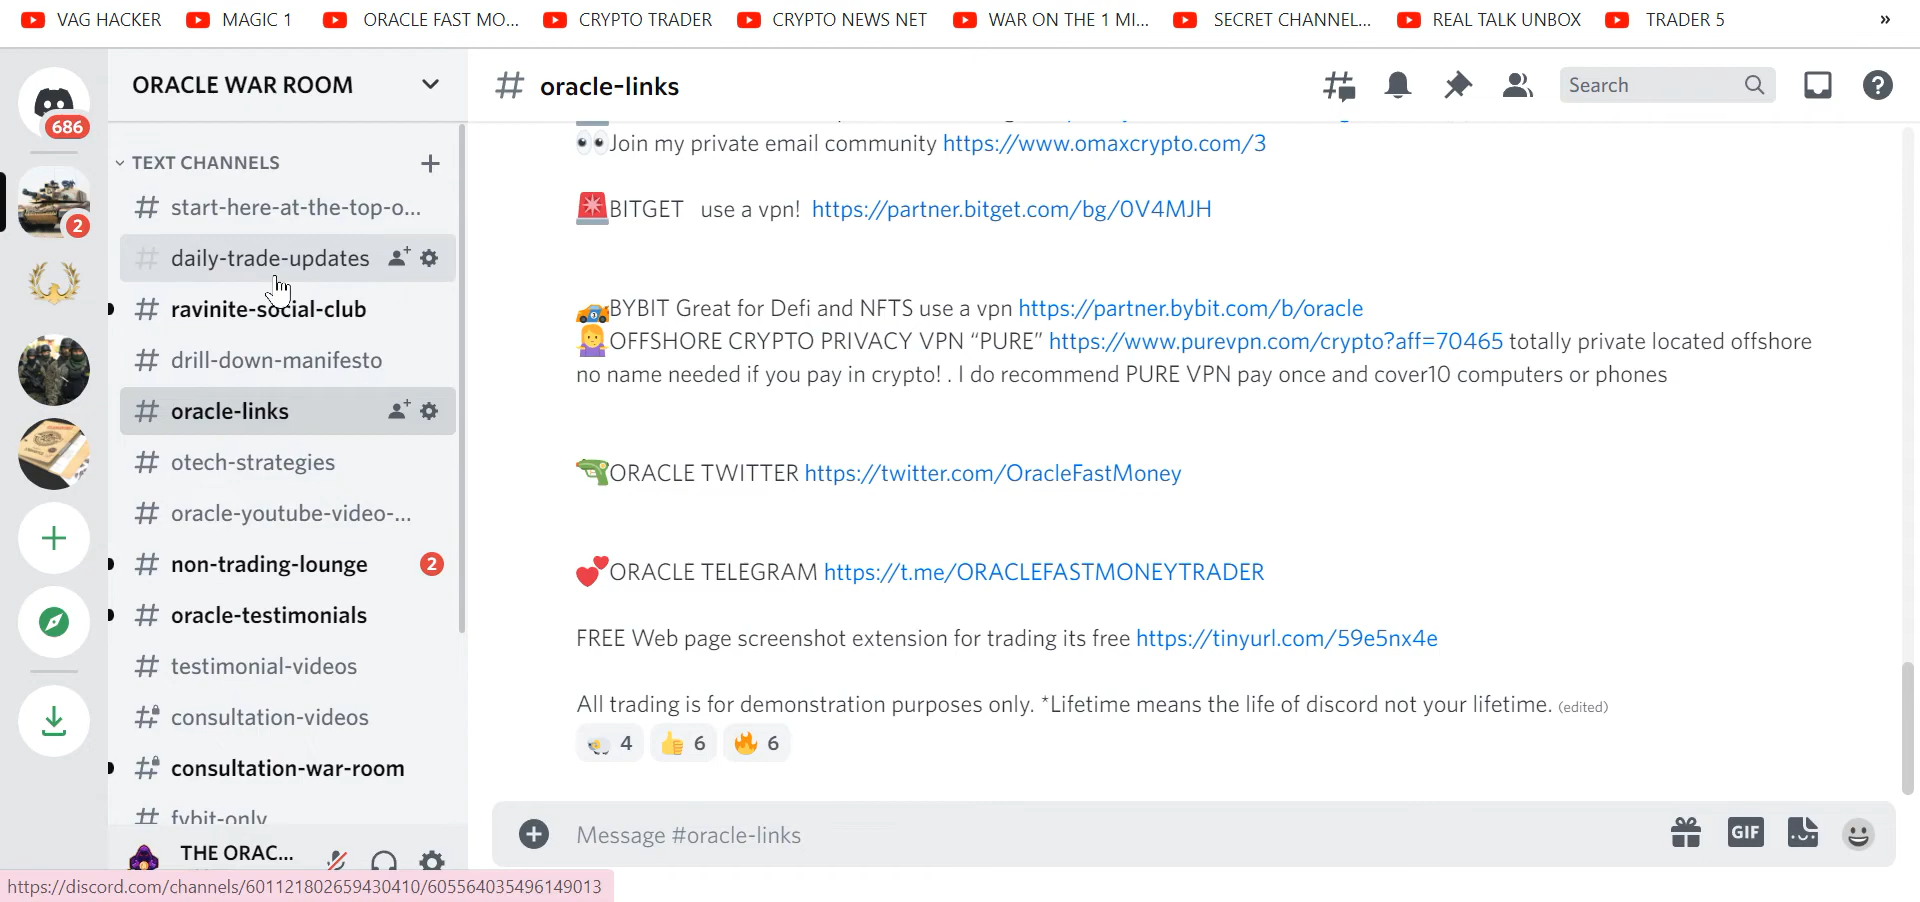 VAG HACKER MAGIC 1 ORACLE FAST MO... CRYPTO TRADER CRYPTO NEWS NET WAR ON THE 1 MI... SECRET CHANNEL... REAL TALK UNBOX TRADER 5 »
ORACLE WAR ROOM
# oracle-links
Search
686
2
TEXT CHANNELS
# start-here-at-the-top-o...
# daily-trade-updates
# ravinite-social-club
# drill-down-manifesto
# oracle-links
# otech-strategies
# oracle-youtube-video-...
# non-trading-lounge 2
# oracle-testimonials
# testimonial-videos
# consultation-videos
# consultation-war-room
# fybit-only
THE ORAC...
👀Join my private email community https://www.omaxcrypto.com/3
🚨BITGET use a vpn! https://partner.bitget.com/bg/0V4MJH
BYBIT Great for Defi and NFTS use a vpn https://partner.bybit.com/b/oracle
OFFSHORE CRYPTO PRIVACY VPN “PURE” https://www.purevpn.com/crypto?aff=70465 totally private located offshore
no name needed if you pay in crypto! . I do recommend PURE VPN pay once and cover10 computers or phones
🔫ORACLE TWITTER https://twitter.com/OracleFastMoney
💕ORACLE TELEGRAM https://t.me/ORACLEFASTMONEYTRADER
FREE Web page screenshot extension for trading its free https://tinyurl.com/59e5nx4e
All trading is for demonstration purposes only. *Lifetime means the life of discord not your lifetime. (edited)
4 👍 6 🔥 6
Message #oracle-links
GIF
https://discord.com/channels/601121802659430410/605564035496149013